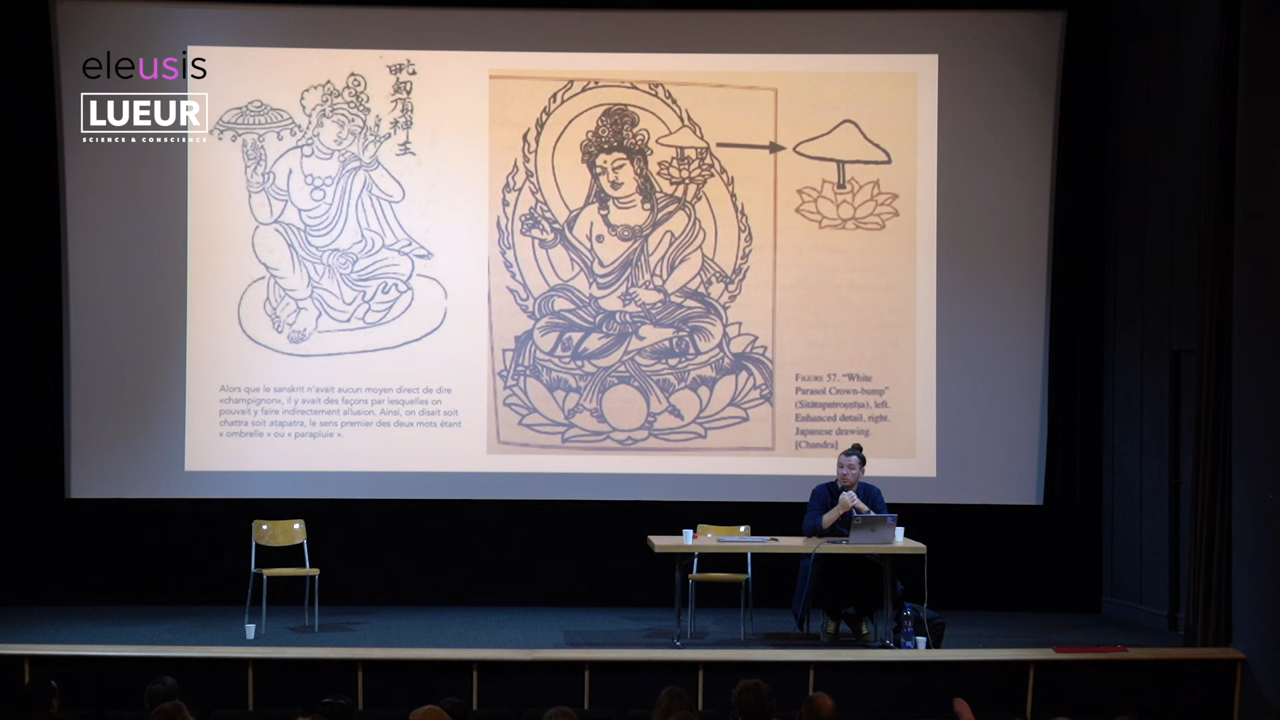 eleusis
LUEUR
SCIENCE & CONSCIENCE
Alors que le sanskrit n'avait aucun moyen direct de dire
«champignon», il y avait des façons par lesquelles on
pouvait y faire indirectement allusion. Ainsi, on disait soit
chattra soit atapatra, le sens premier des deux mots étant
« ombrelle » ou « parapluie ».
FIGURE 57. "White
Parasol Crown-bump"
(Sitātapatroṣṇīṣa), left.
Enhanced detail, right.
Japanese drawing.
[Chandra]